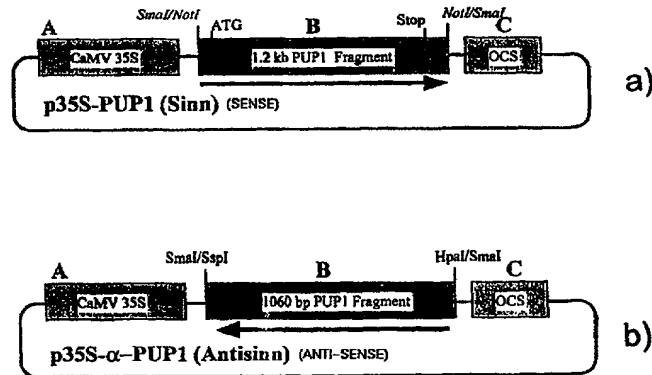 SmaI/NotI
NotI/SmaI
A
ATG
B
Stop
C
CaMV 35S
1.2 kb PUP1 Fragment
OCS
a)
p35S-PUP1 (Sinn) (SENSE)
SmaI/SspI
HpaI/SmaI
A
B
C
CaMV 35S
1060 bp PUP1 Fragment
OCS
b)
p35S-α-PUP1 (Antisinn) (ANTI-SENSE)